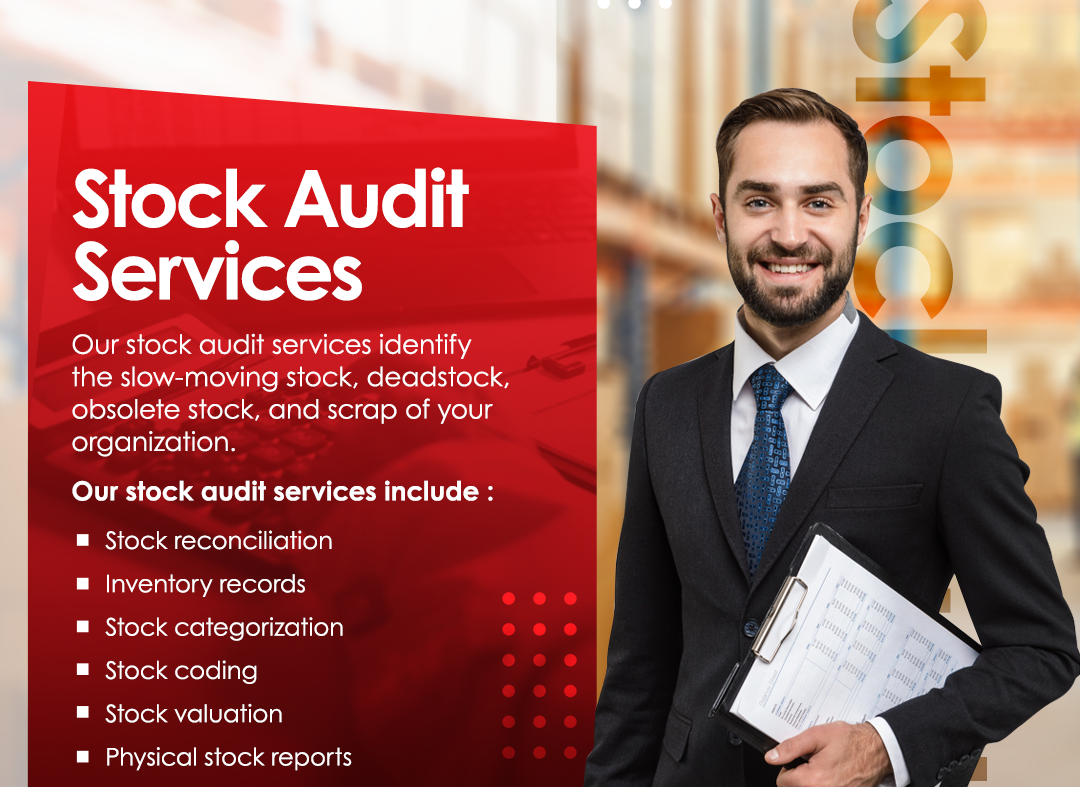 Stock Audit
Services
Our stock audit services identify
the slow-moving stock, deadstock,
obsolete stock, and scrap of your
organization.
Our stock audit services include :
Stock reconciliation
Inventory records
Stock categorization
Stock coding
Stock valuation
Physical stock reports
stoc